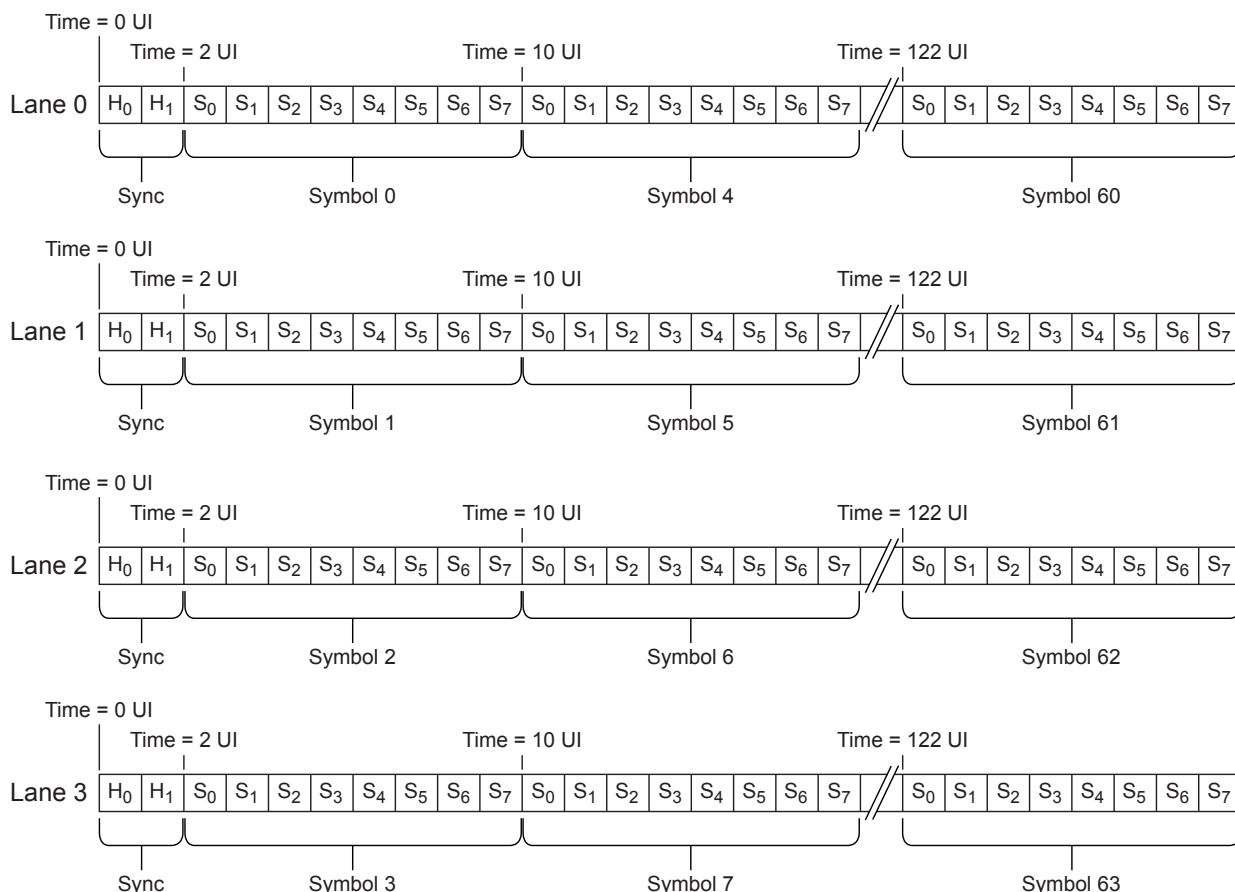 Time = 0 UI
Time = 2 UI Time = 10 UI Time = 122 UI
Lane 0 H0 H1 S0 S1 S2 S3 S4 S5 S6 S7 S0 S1 S2 S3 S4 S5 S6 S7 S0 S1 S2 S3 S4 S5 S6 S7
Sync Symbol 0 Symbol 4 Symbol 60
Time = 0 UI
Time = 2 UI Time = 10 UI Time = 122 UI
Lane 1 H0 H1 S0 S1 S2 S3 S4 S5 S6 S7 S0 S1 S2 S3 S4 S5 S6 S7 S0 S1 S2 S3 S4 S5 S6 S7
Sync Symbol 1 Symbol 5 Symbol 61
Time = 0 UI
Time = 2 UI Time = 10 UI Time = 122 UI
Lane 2 H0 H1 S0 S1 S2 S3 S4 S5 S6 S7 S0 S1 S2 S3 S4 S5 S6 S7 S0 S1 S2 S3 S4 S5 S6 S7
Sync Symbol 2 Symbol 6 Symbol 62
Time = 0 UI
Time = 2 UI Time = 10 UI Time = 122 UI
Lane 3 H0 H1 S0 S1 S2 S3 S4 S5 S6 S7 S0 S1 S2 S3 S4 S5 S6 S7 S0 S1 S2 S3 S4 S5 S6 S7
Sync Symbol 3 Symbol 7 Symbol 63